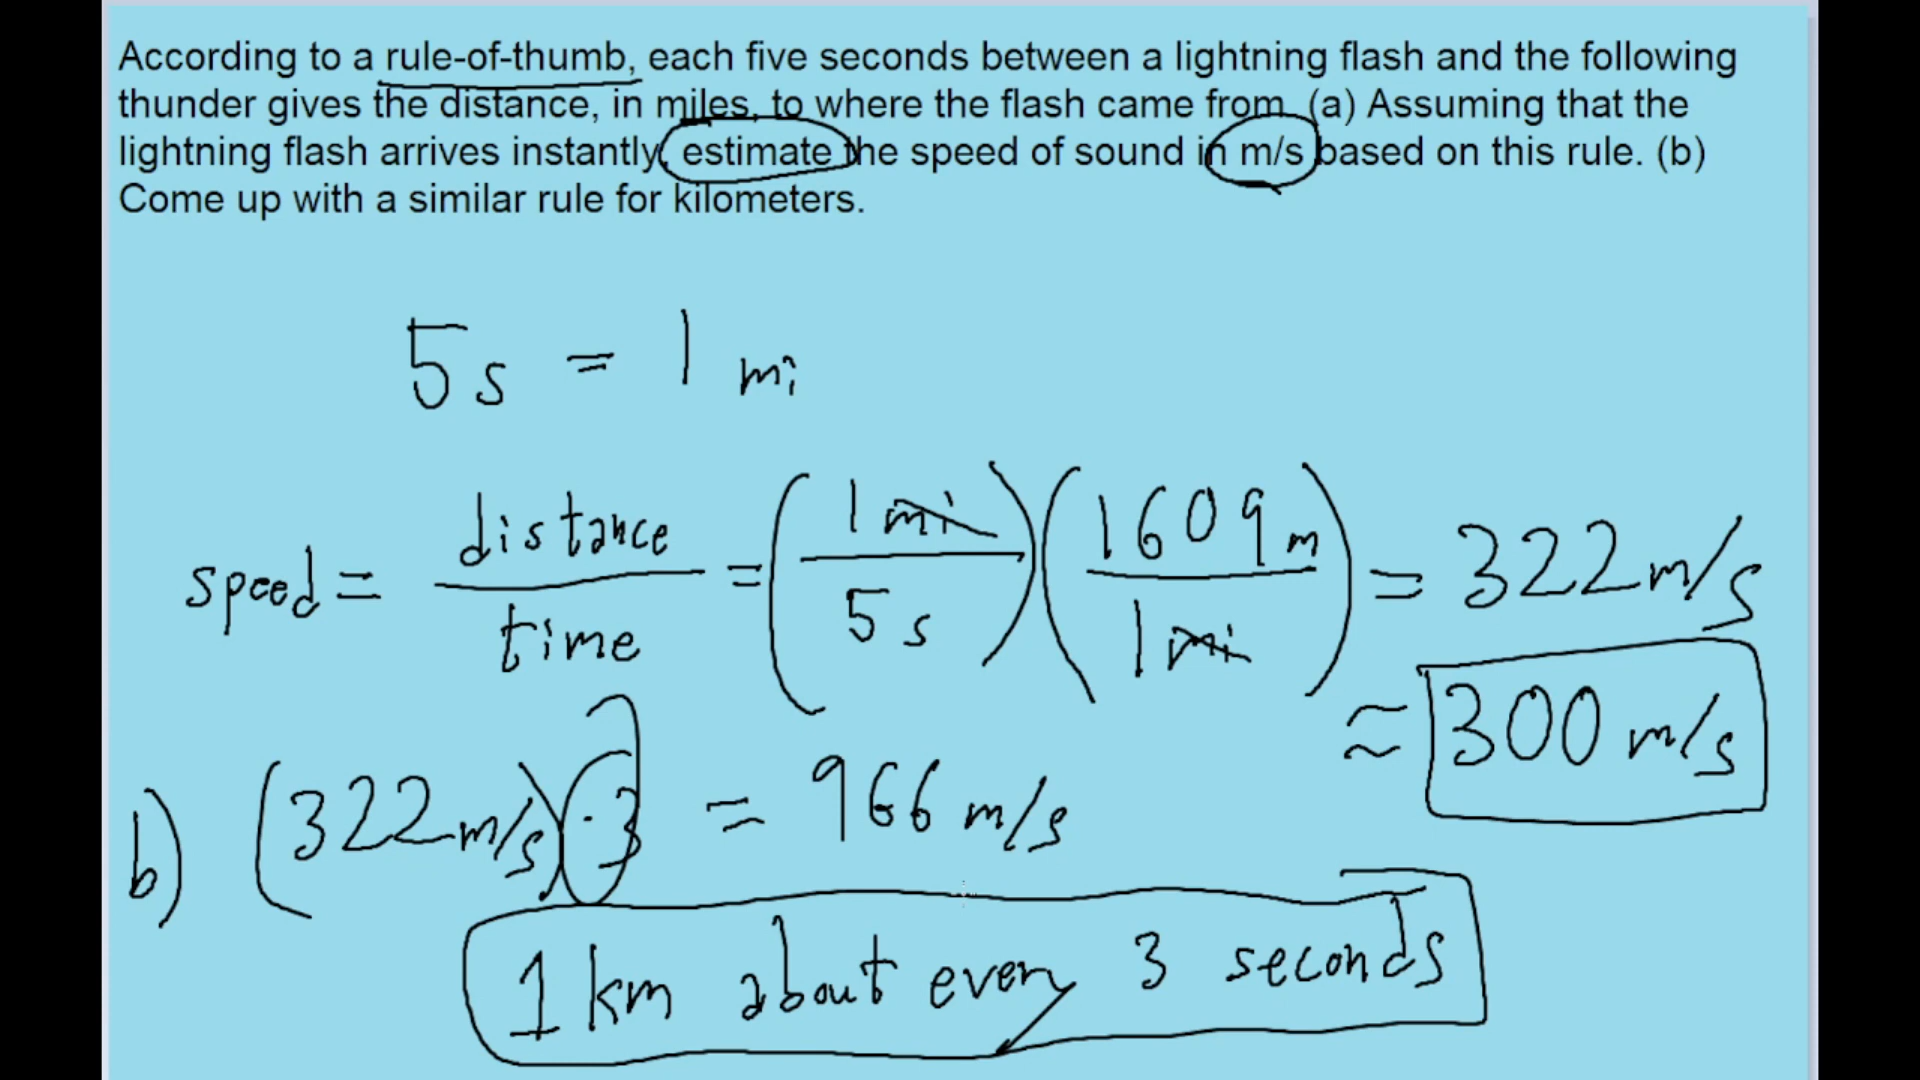 According to a rule-of-thumb, each five seconds between a lightning flash and the following
thunder gives the distance, in miles, to where the flash came from. (a) Assuming that the
lightning flash arrives instantly, estimate the speed of sound in m/s based on this rule. (b)
Come up with a similar rule for kilometers.
5s = 1 mi
speed = distance / time = (1 mi / 5 s) (1609 m / 1 mi) = 322 m/s
≈ 300 m/s
b) (322 m/s) · 3 = 966 m/s
1 km about every 3 seconds